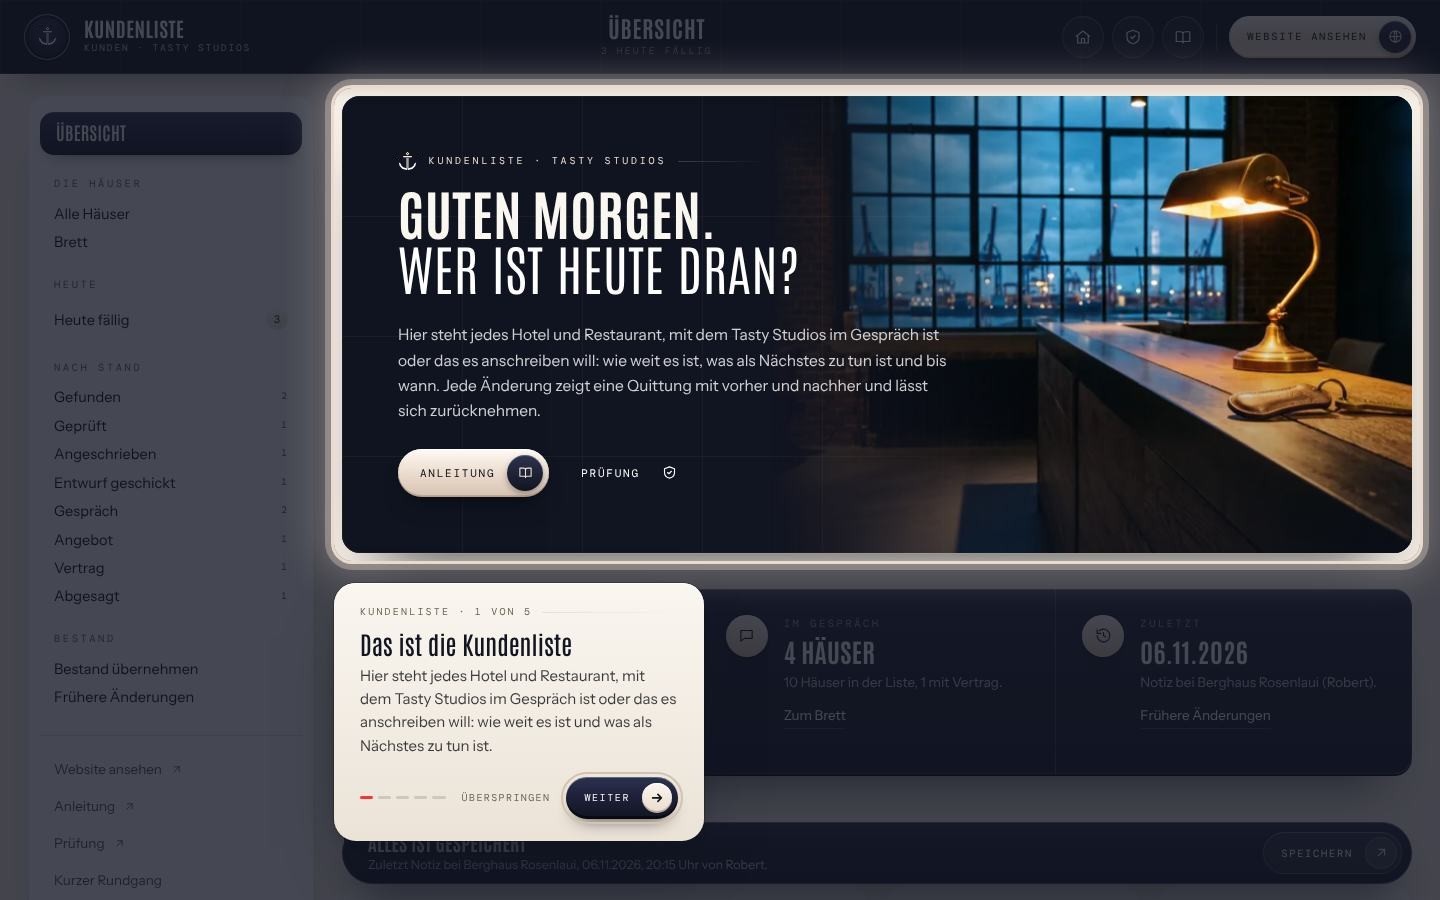 KUNDENLISTE
KUNDEN · TASTY STUDIOS
ÜBERSICHT
3 HEUTE FÄLLIG
WEBSITE ANSEHEN
ÜBERSICHT
DIE HÄUSER
Alle Häuser
Brett
HEUTE
Heute fällig 3
NACH STAND
Gefunden 2
Geprüft 1
Angeschrieben 1
Entwurf geschickt 1
Gespräch 2
Angebot 1
Vertrag 1
Abgesagt 1
BESTAND
Bestand übernehmen
Frühere Änderungen
Website ansehen
Anleitung
Prüfung
Kurzer Rundgang
KUNDENLISTE · TASTY STUDIOS
GUTEN MORGEN.
WER IST HEUTE DRAN?
Hier steht jedes Hotel und Restaurant, mit dem Tasty Studios im Gespräch ist
oder das es anschreiben will: wie weit es ist, was als Nächstes zu tun ist und bis
wann. Jede Änderung zeigt eine Quittung mit vorher und nachher und lässt
sich zurücknehmen.
ANLEITUNG
PRÜFUNG
KUNDENLISTE · 1 VON 5
Das ist die Kundenliste
Hier steht jedes Hotel und Restaurant, mit
dem Tasty Studios im Gespräch ist oder das es
anschreiben will: wie weit es ist und was als
Nächstes zu tun ist.
ÜBERSPRINGEN
WEITER
IM GESPRÄCH
4 HÄUSER
10 Häuser in der Liste, 1 mit Vertrag.
Zum Brett
ZULETZT
06.11.2026
Notiz bei Berghaus Rosenlaui (Robert).
Frühere Änderungen
ALLES IST GESPEICHERT
Zuletzt Notiz bei Berghaus Rosenlaui, 06.11.2026, 20:15 Uhr von Robert.
SPEICHERN